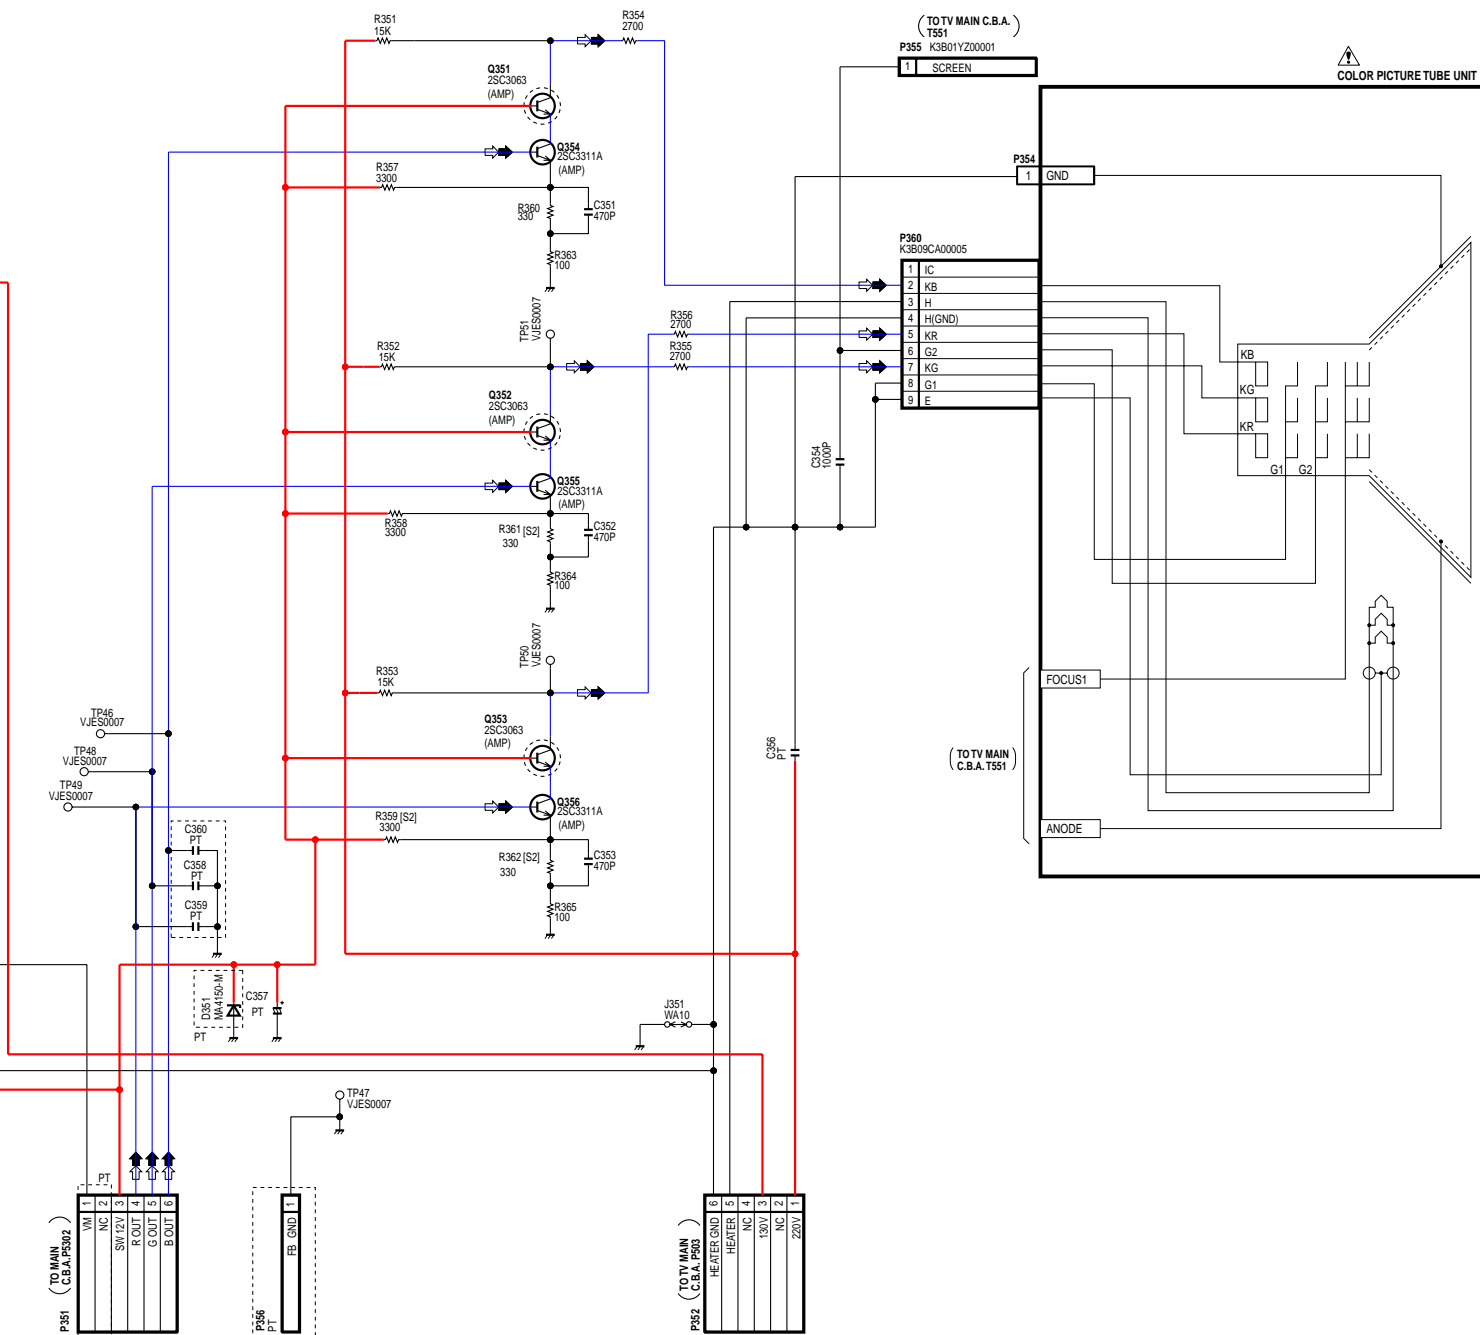 R351
15K
R354
2700
(TO TV MAIN C.B.A.
T551)
P355 K3B01YZ00001
1 SCREEN
⚠
COLOR PICTURE TUBE UNIT
Q351
2SC3063
(AMP)
Q354
2SC3311A
(AMP)
R357
3300
R360
330
C351
470P
R363
100
P354
1 GND
P360
K3B09CA00005
1 IC
2 KB
3 H
4 H(GND)
5 KR
6 G2
7 KG
8 G1
9 E
TP51
VJES0007
R356
2700
R355
2700
R352
15K
Q352
2SC3063
(AMP)
Q355
2SC3311A
(AMP)
R358
3300
R361 [S2]
330
C352
470P
R364
100
C354
1000P
KB
KG
KR
G1 G2
TP50
VJES0007
R353
15K
Q353
2SC3063
(AMP)
Q356
2SC3311A
(AMP)
R359 [S2]
3300
R362 [S2]
330
C353
470P
R365
100
C356
PT
FOCUS1
(TO TV MAIN
C.B.A. T551)
ANODE
TP46
VJES0007
TP48
VJES0007
TP49
VJES0007
C360
PT
C358
PT
C359
PT
D351
MA4150-M
PT
C357
PT
+
J351
WA10
TP47
VJES0007
PT
P351
(TO MAIN
C.B.A. P5302)
1 VM
2 NC
3 SW 12V
4 R OUT
5 G OUT
6 B OUT
P356
PT
1 FB GND
P352
(TO TV MAIN
C.B.A. P503)
6 HEATER GND
5 HEATER
4 NC
3 130V
2 NC
1 220V